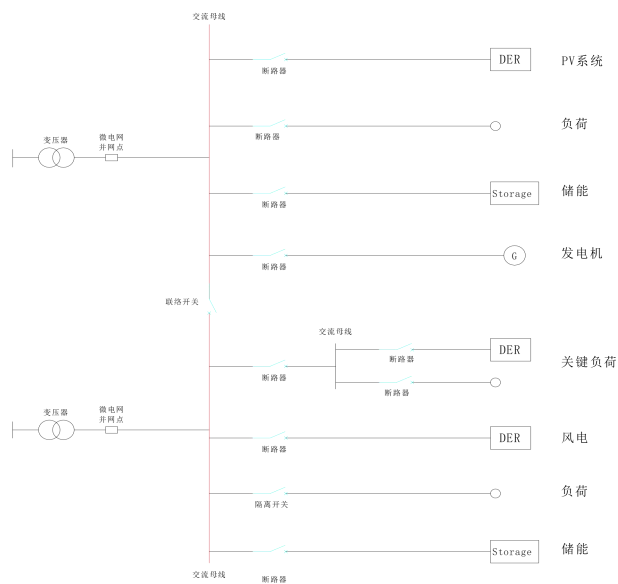 交流母线
断路器
DER
PV系统
断路器
负荷
变压器
微电网
并网点
断路器
Storage
储能
断路器
G
发电机
联络开关
交流母线
断路器
断路器
DER
断路器
关键负荷
变压器
微电网
并网点
断路器
DER
风电
隔离开关
负荷
交流母线
断路器
Storage
储能